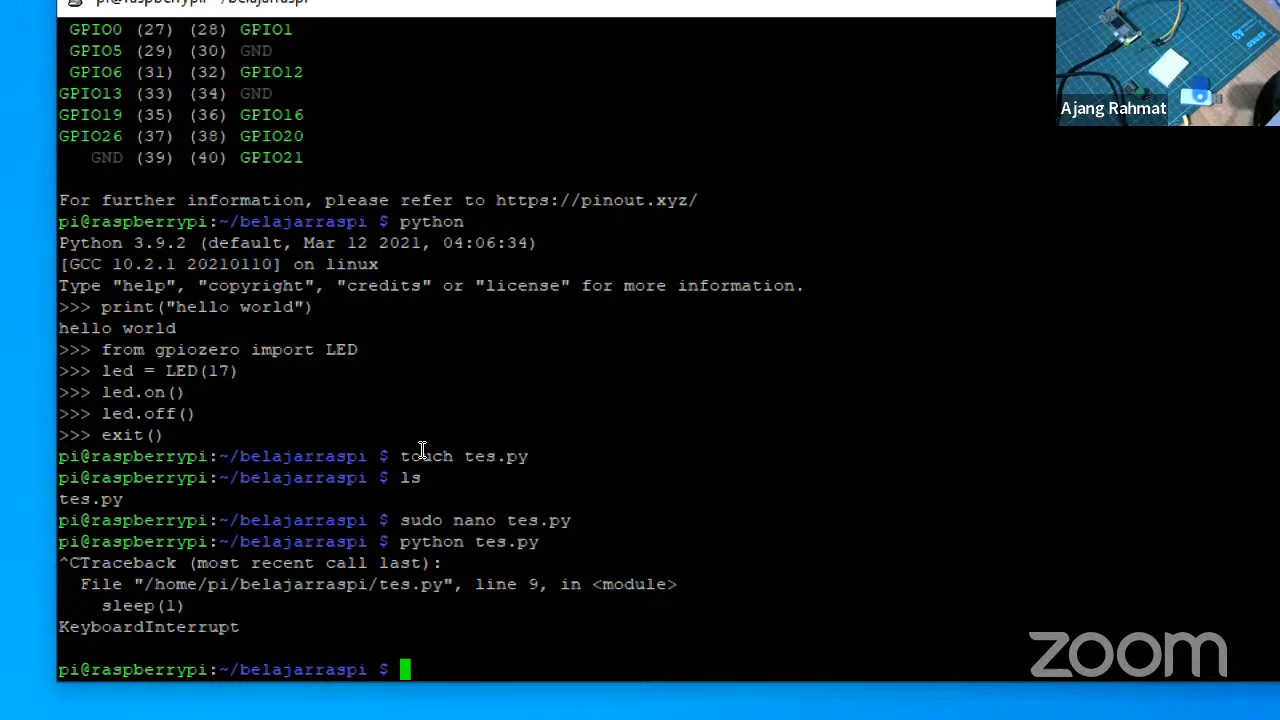 pi@raspberrypi: ~/belajarraspi
GPIO0 (27) (28) GPIO1
GPIO5 (29) (30) GND
GPIO6 (31) (32) GPIO12
GPIO13 (33) (34) GND
GPIO19 (35) (36) GPIO16
GPIO26 (37) (38) GPIO20
GND (39) (40) GPIO21
For further information, please refer to https://pinout.xyz/
pi@raspberrypi:~/belajarraspi $ python
Python 3.9.2 (default, Mar 12 2021, 04:06:34)
[GCC 10.2.1 20210110] on linux
Type "help", "copyright", "credits" or "license" for more information.
>>> print("hello world")
hello world
>>> from gpiozero import LED
>>> led = LED(17)
>>> led.on()
>>> led.off()
>>> exit()
pi@raspberrypi:~/belajarraspi $ touch tes.py
pi@raspberrypi:~/belajarraspi $ ls
tes.py
pi@raspberrypi:~/belajarraspi $ sudo nano tes.py
pi@raspberrypi:~/belajarraspi $ python tes.py
^CTraceback (most recent call last):
File "/home/pi/belajarraspi/tes.py", line 9, in <module>
sleep(1)
KeyboardInterrupt
pi@raspberrypi:~/belajarraspi $
Ajang Rahmat
zoom